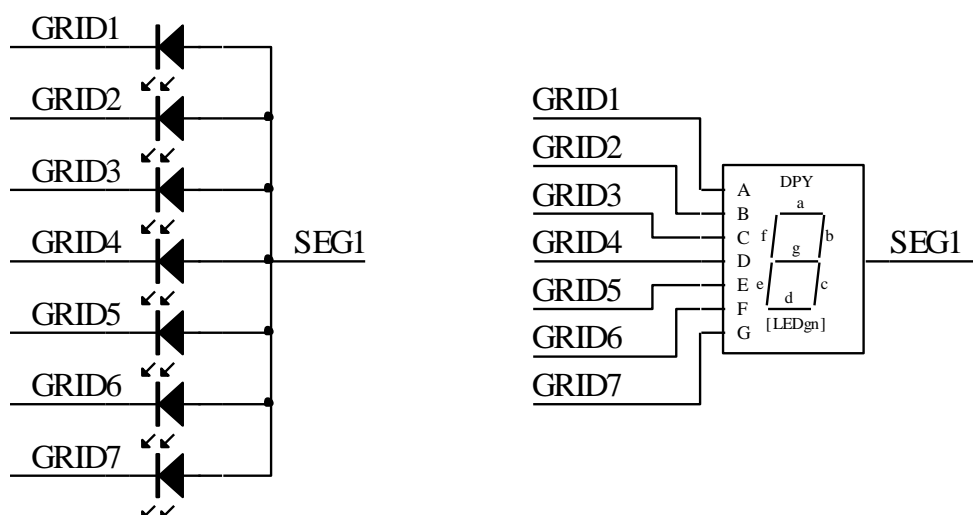 GRID1
GRID2
GRID3
GRID4
GRID5
GRID6
GRID7
SEG1
GRID1
GRID2
GRID3
GRID4
GRID5
GRID6
GRID7
A
B
C
D
E
F
G
DPY
a
f b
g
e c
d
[LEDgn]
SEG1